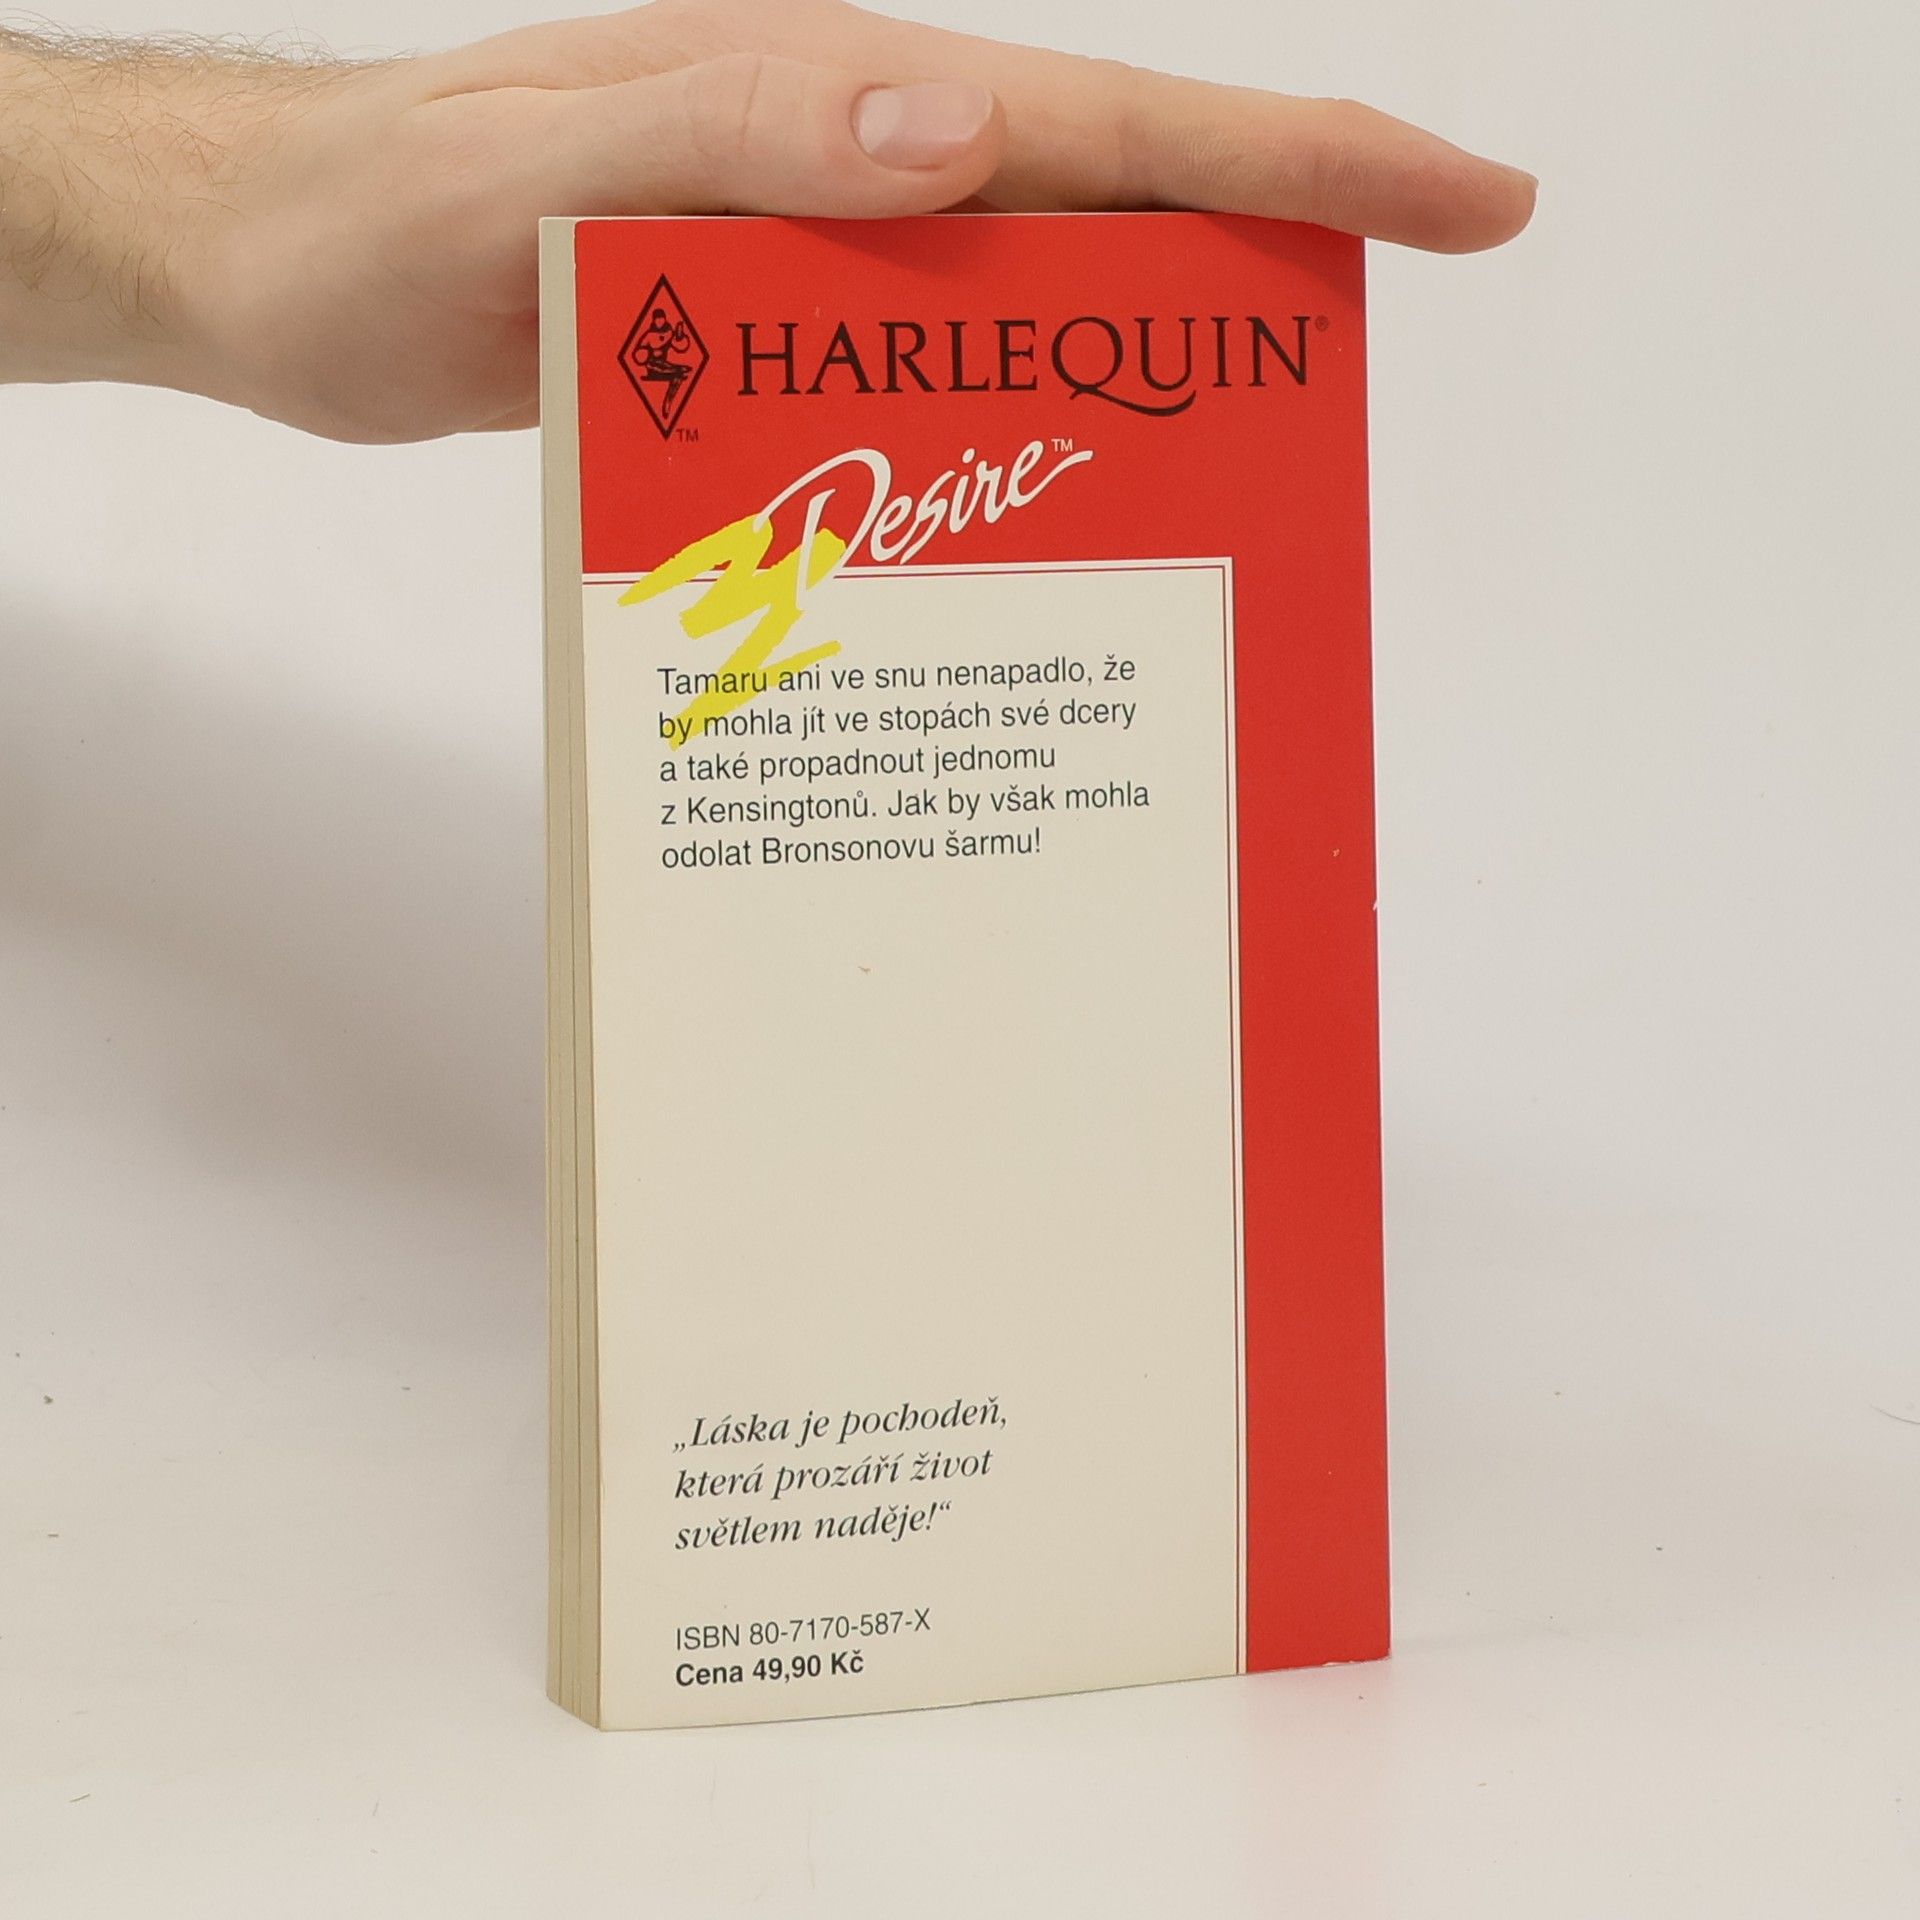 HARLEQUIN®
TM
Desire™
Tamaru ani ve snu nenapadlo, že
by mohla jít ve stopách své dcery
a také propadnout jednomu
z Kensingtonů. Jak by však mohla
odolat Bronsonovu šarmu!
„Láska je pochodeň,
která prozáří život
světlem naděje!“
ISBN 80-7170-587-X
Cena 49,90 Kč